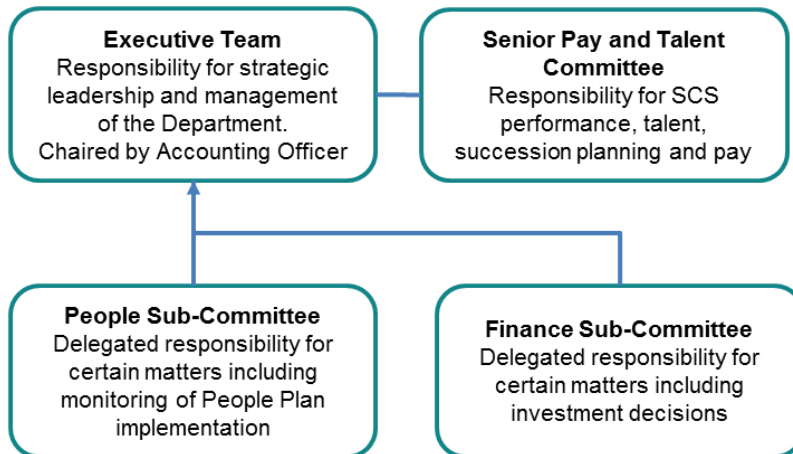 Executive Team
Responsibility for strategic
leadership and management
of the Department.
Chaired by Accounting Officer
Senior Pay and Talent
Committee
Responsibility for SCS
performance, talent,
succession planning and pay
People Sub-Committee
Delegated responsibility for
certain matters including
monitoring of People Plan
implementation
Finance Sub-Committee
Delegated responsibility for
certain matters including
investment decisions